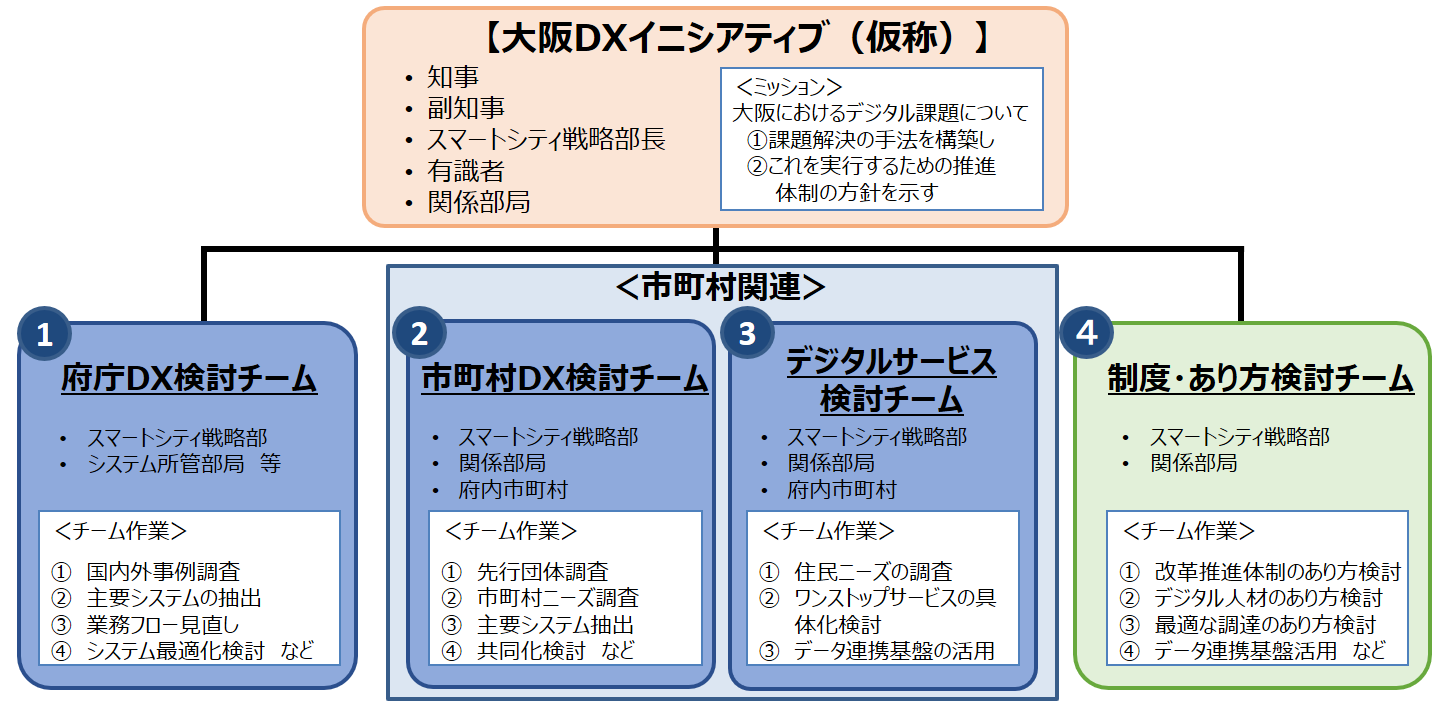 【大阪DXイニシアティブ（仮称）】
• 知事
• 副知事
• スマートシティ戦略部長
• 有識者
• 関係部局
＜ミッション＞
大阪におけるデジタル課題について
①課題解決の手法を構築し
②これを実行するための推進
体制の方針を示す
＜市町村関連＞
1
府庁DX検討チーム
• スマートシティ戦略部
• システム所管部局　等
＜チーム作業＞
① 国内外事例調査
② 主要システムの抽出
③ 業務フロー見直し
④ システム最適化検討　など
2
市町村DX検討チーム
• スマートシティ戦略部
• 関係部局
• 府内市町村
＜チーム作業＞
① 先行団体調査
② 市町村ニーズ調査
③ 主要システム抽出
④ 共同化検討　など
3
デジタルサービス
検討チーム
• スマートシティ戦略部
• 関係部局
• 府内市町村
＜チーム作業＞
① 住民ニーズの調査
② ワンストップサービスの具
体化検討
③ データ連携基盤の活用
4
制度・あり方検討チーム
• スマートシティ戦略部
• 関係部局
＜チーム作業＞
① 改革推進体制のあり方検討
② デジタル人材のあり方検討
③ 最適な調達のあり方検討
④ データ連携基盤活用　など